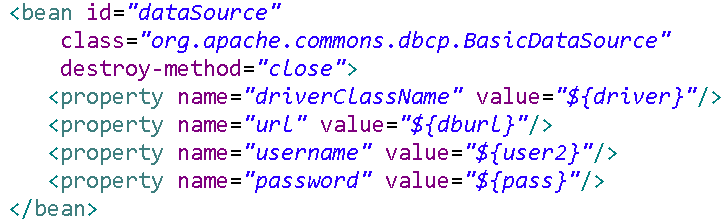 <bean id="dataSource"
class="org.apache.commons.dbcp.BasicDataSource"
destroy-method="close">
<property name="driverClassName" value="${driver}"/>
<property name="url" value="${dburl}"/>
<property name="username" value="${user2}"/>
<property name="password" value="${pass}"/>
</bean>